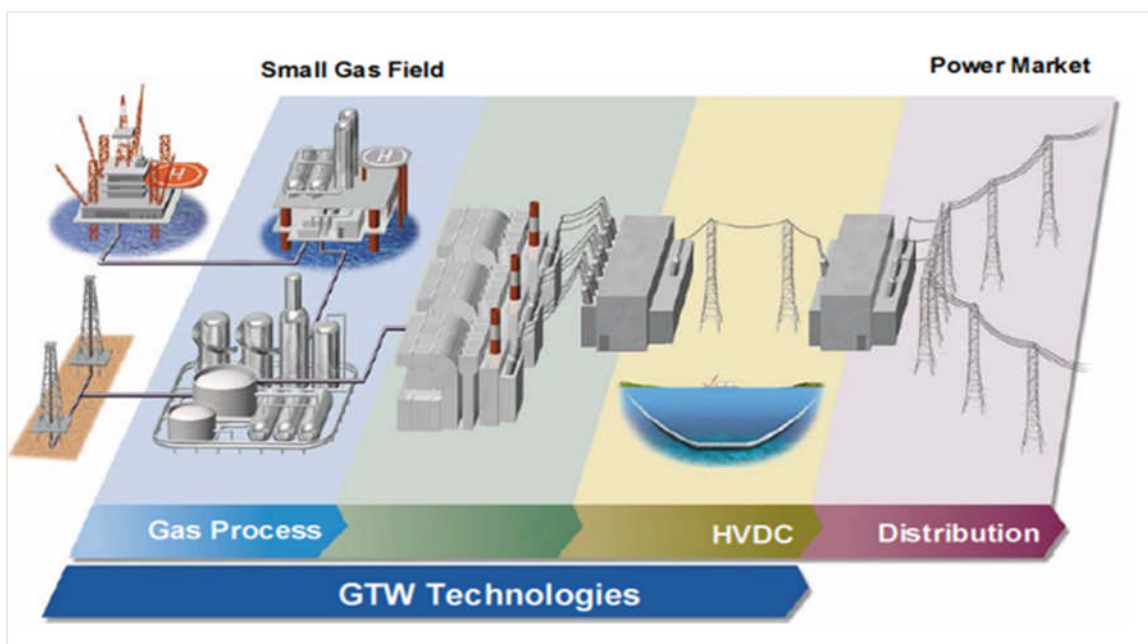 Small Gas Field
Power Market
H
H
Gas Process
HVDC
Distribution
GTW Technologies